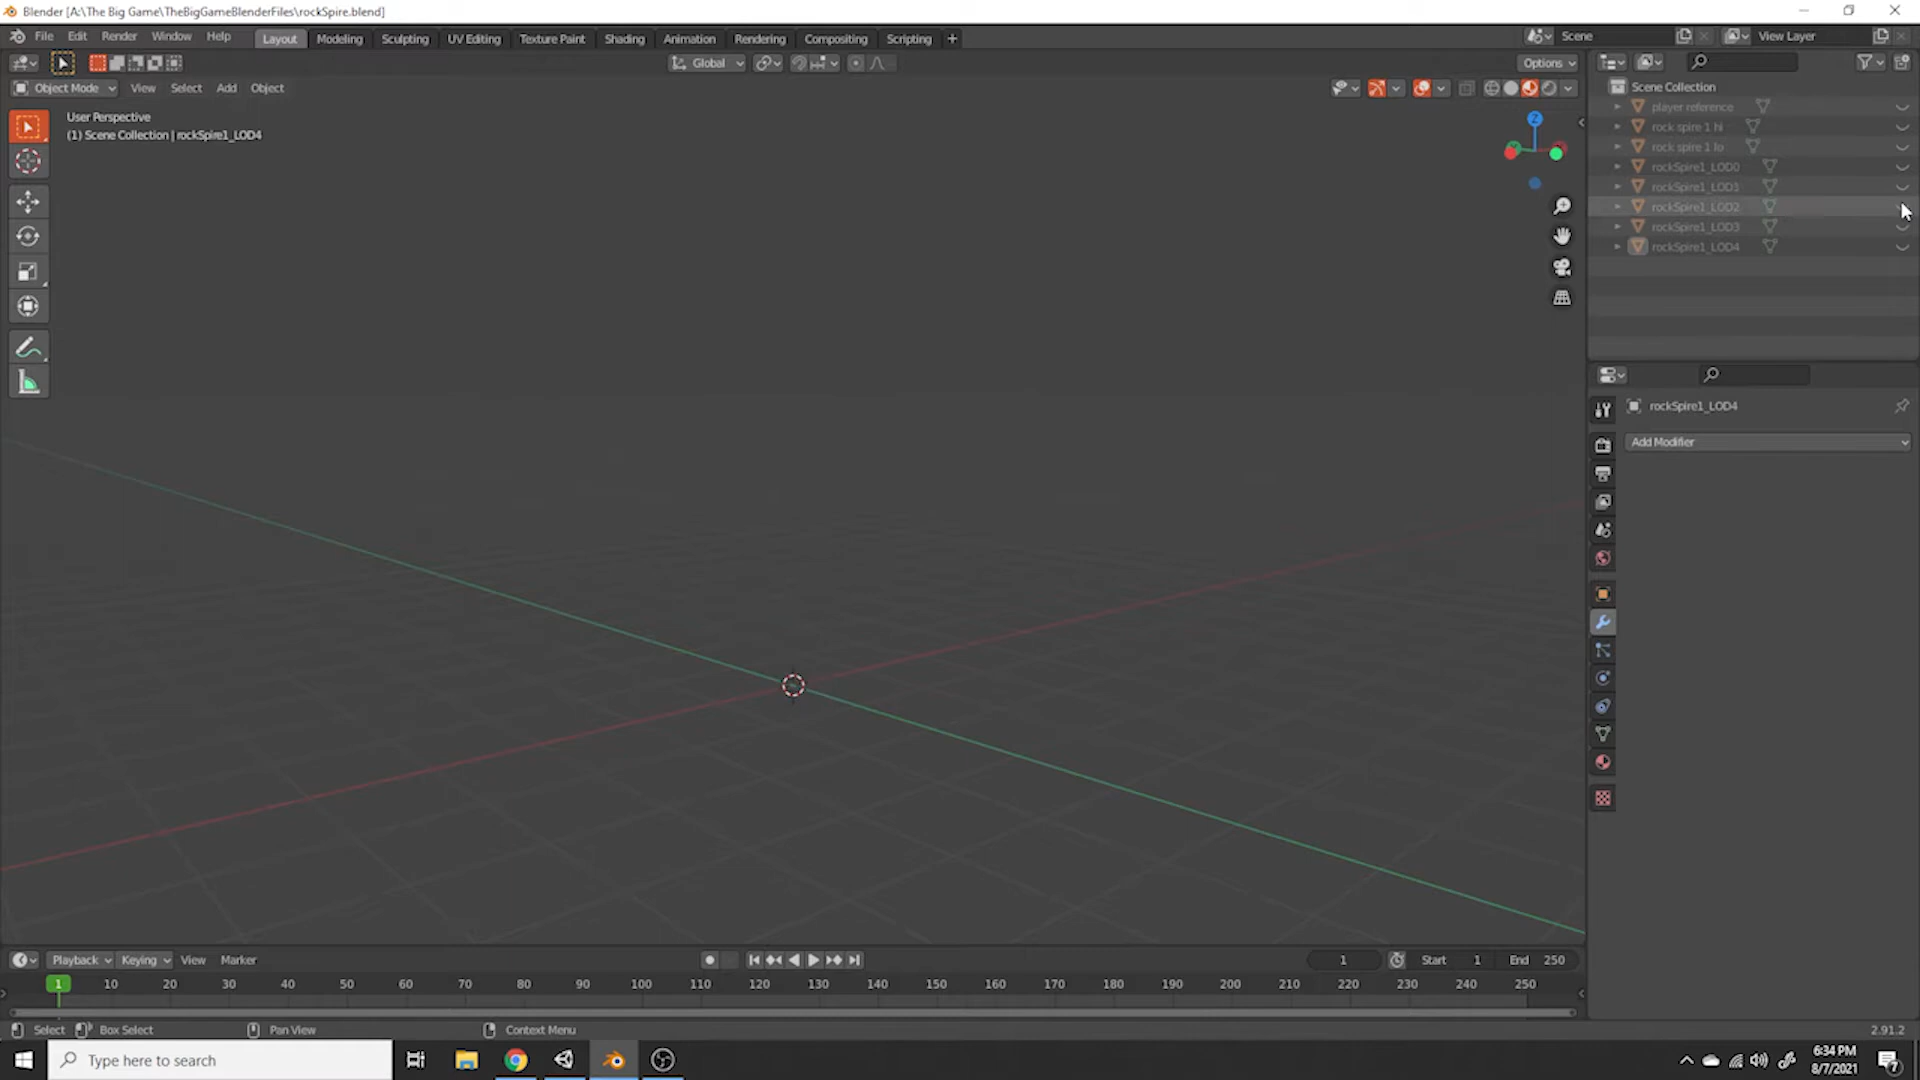 Blender [A:\The Big Game\TheBigGameBlenderFiles\rockSpire.blend]
File Edit Render Window Help Layout Modeling Sculpting UV Editing Texture Paint Shading Animation Rendering Compositing Scripting + Scene View Layer
Global Options
Object Mode View Select Add Object
User Perspective
(1) Scene Collection | rockSpire1_LOD4
Z
Scene Collection
player reference
rock spire 1 hi
rock spire 1 lo
rockSpire1_LOD0
rockSpire1_LOD1
rockSpire1_LOD2
rockSpire1_LOD3
rockSpire1_LOD4
rockSpire1_LOD4
Add Modifier
Playback Keying View Marker 1 Start 1 End 250
1 10 20 30 40 50 60 70 80 90 100 110 120 130 140 150 160 170 180 190 200 210 220 230 240 250
Select Box Select Pan View Context Menu 2.91.2
Type here to search
6:34 PM
8/7/2021